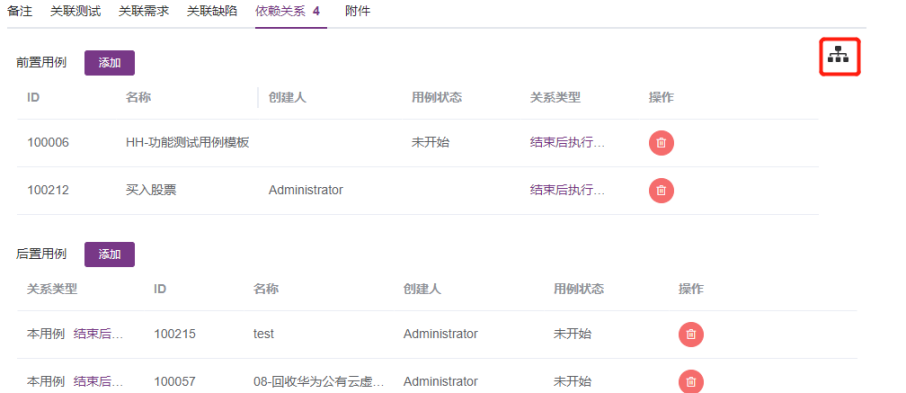 备注 关联测试 关联需求 关联缺陷 依赖关系 4 附件
前置用例 添加
ID 名称 创建人 用例状态 关系类型 操作
100006 HH-功能测试用例模板 未开始 结束后执行...
100212 买入股票 Administrator 结束后执行...
后置用例 添加
关系类型 ID 名称 创建人 用例状态 操作
本用例 结束后... 100215 test Administrator 未开始
本用例 结束后... 100057 08-回收华为公有云虚... Administrator 未开始